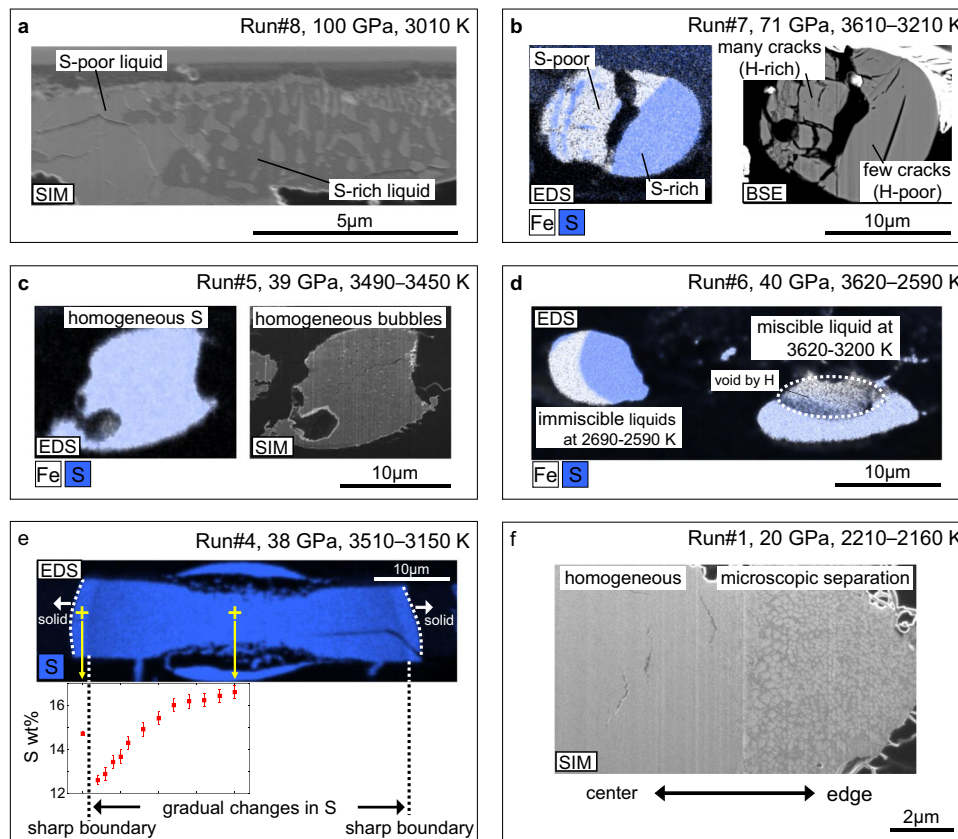 a
Run#8, 100 GPa, 3010 K
S-poor liquid
S-rich liquid
SIM
5µm
b
Run#7, 71 GPa, 3610–3210 K
S-poor
many cracks
(H-rich)
S-rich
few cracks
(H-poor)
EDS
BSE
Fe S
10µm
c
Run#5, 39 GPa, 3490–3450 K
homogeneous S
homogeneous bubbles
EDS
SIM
Fe S
10µm
d
Run#6, 40 GPa, 3620–2590 K
EDS
miscible liquid at
3620-3200 K
void by H
immiscible liquids
at 2690-2590 K
Fe S
10µm
e
Run#4, 38 GPa, 3510–3150 K
EDS
10µm
solid
solid
S
S wt%
16
14
12
gradual changes in S
sharp boundary
sharp boundary
f
Run#1, 20 GPa, 2210–2160 K
homogeneous
microscopic separation
SIM
center
edge
2µm